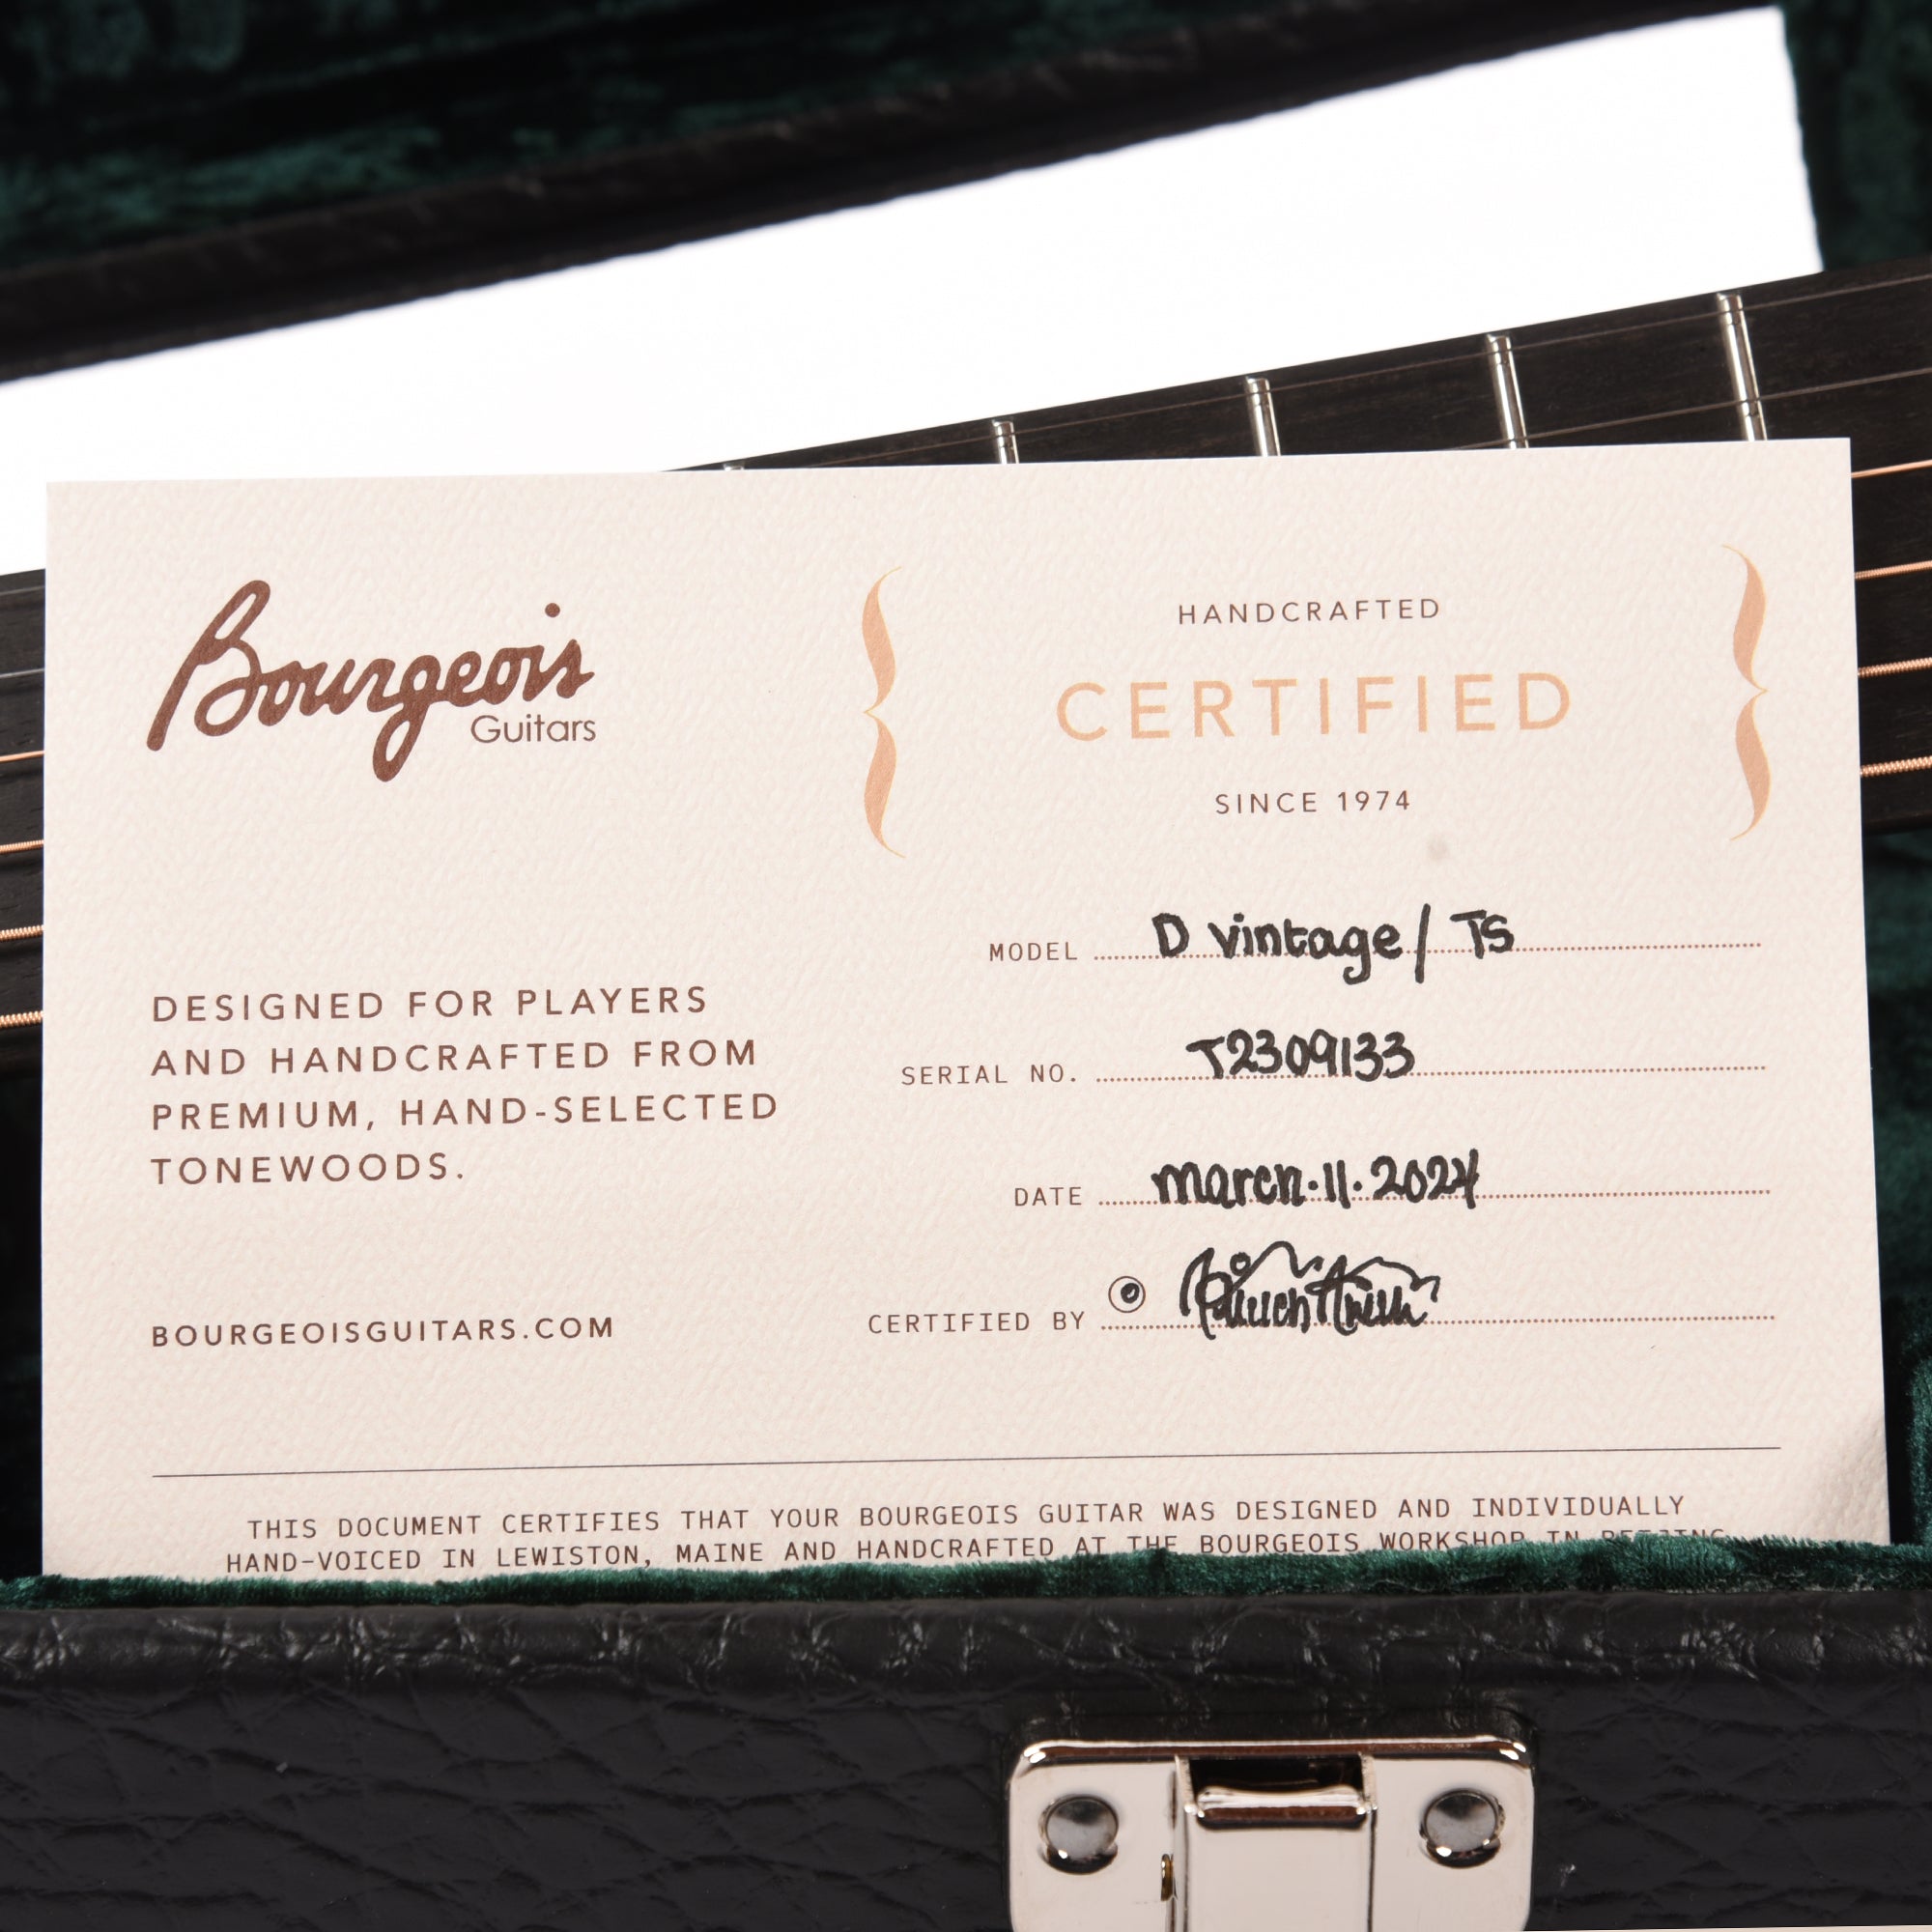 Bourgeois
Guitars
HANDCRAFTED
CERTIFIED
SINCE 1974
DESIGNED FOR PLAYERS
AND HANDCRAFTED FROM
PREMIUM, HAND-SELECTED
TONEWOODS.
BOURGEOISGUITARS.COM
MODEL D vintage / TS
SERIAL NO. T2309133
DATE march.11.2024
CERTIFIED BY
THIS DOCUMENT CERTIFIES THAT YOUR BOURGEOIS GUITAR WAS DESIGNED AND INDIVIDUALLY
HAND-VOICED IN LEWISTON, MAINE AND HANDCRAFTED AT THE BOURGEOIS WORKSHOP IN BEIJING